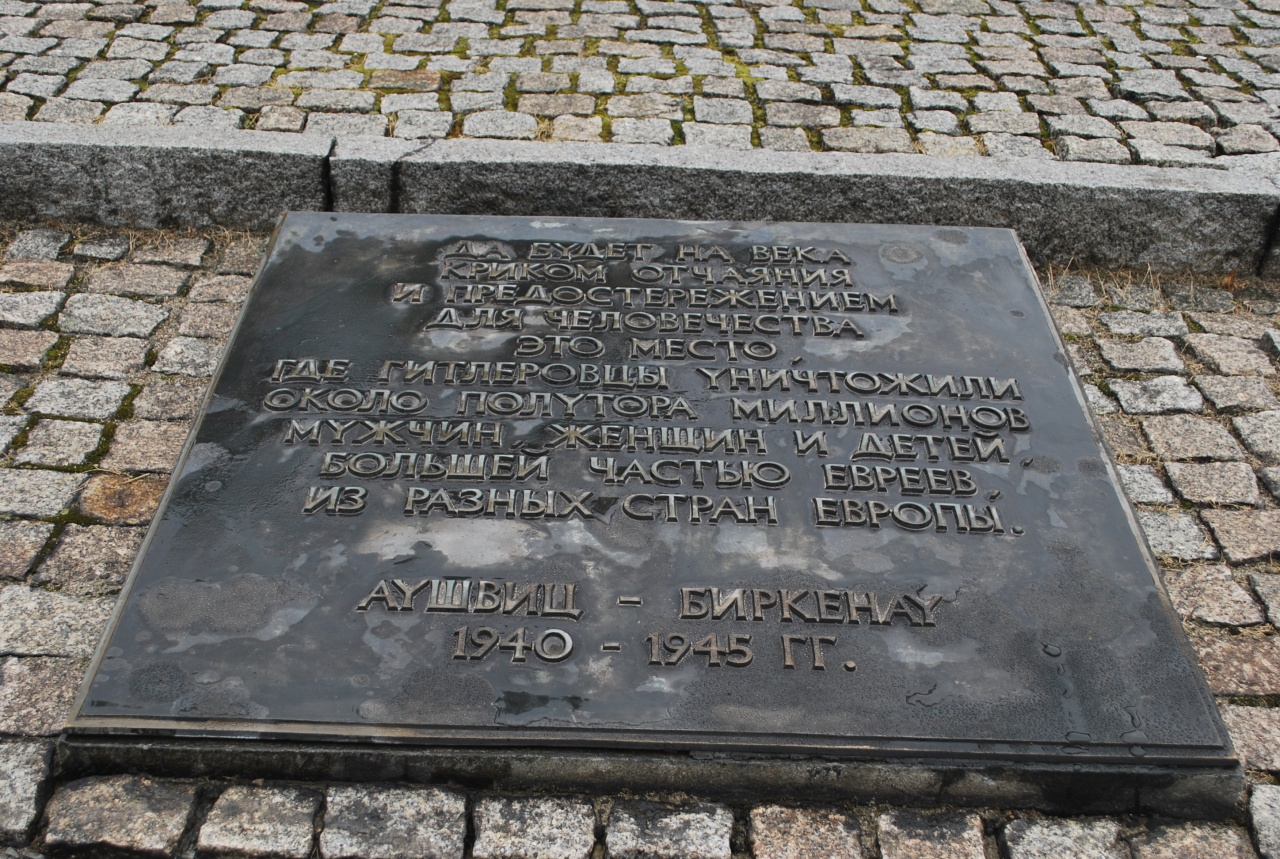 ДА БУДЕТ НА ВЕКА
КРИКОМ ОТЧАЯНИЯ
И ПРЕДОСТЕРЕЖЕНИЕМ
ДЛЯ ЧЕЛОВЕЧЕСТВА
ЭТО МЕСТО,
ГДЕ ГИТЛЕРОВЦЫ УНИЧТОЖИЛИ
ОКОЛО ПОЛУТОРА МИЛЛИОНОВ
МУЖЧИН, ЖЕНЩИН И ДЕТЕЙ,
БОЛЬШЕЙ ЧАСТЬЮ ЕВРЕЕВ,
ИЗ РАЗНЫХ СТРАН ЕВРОПЫ.
АУШВИЦ - БИРКЕНАУ
1940 - 1945 ГГ.